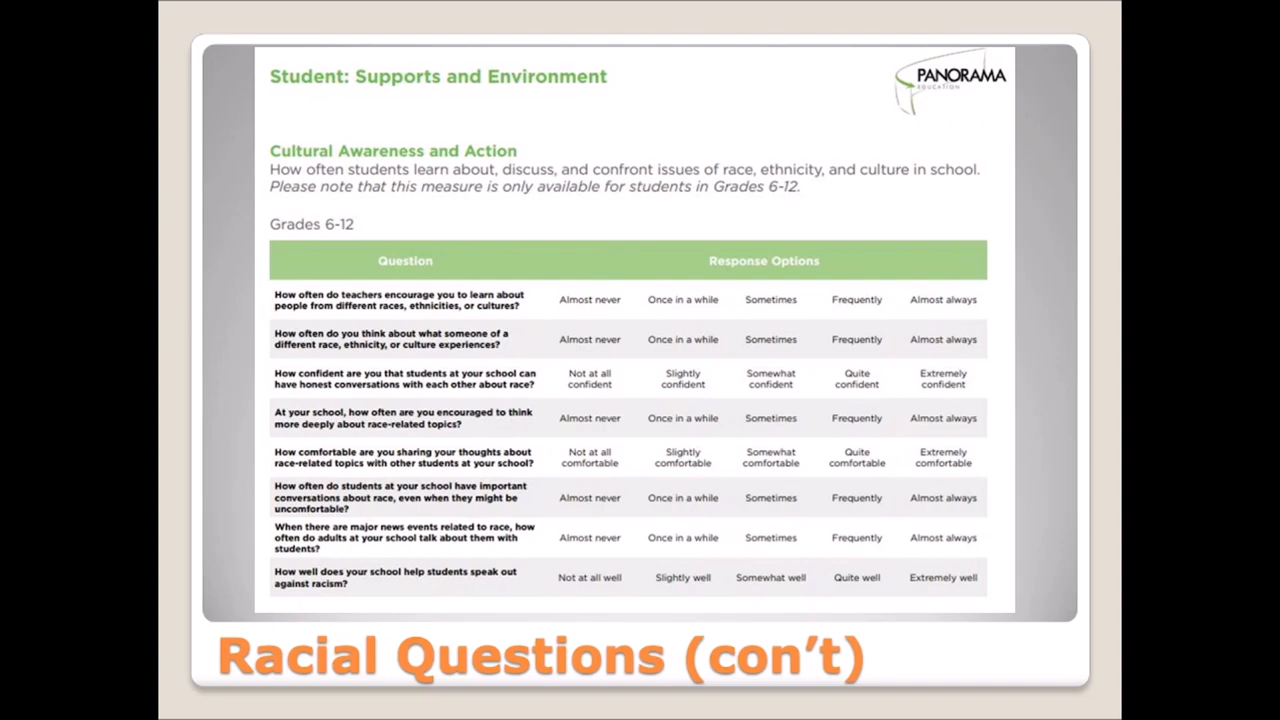 Student: Supports and Environment
PANORAMA
EDUCATION
Cultural Awareness and Action
How often students learn about, discuss, and confront issues of race, ethnicity, and culture in school.
Please note that this measure is only available for students in Grades 6-12.
Grades 6-12
Question Response Options
How often do teachers encourage you to learn about
people from different races, ethnicities, or cultures?
Almost never Once in a while Sometimes Frequently Almost always
How often do you think about what someone of a
different race, ethnicity, or culture experiences?
Almost never Once in a while Sometimes Frequently Almost always
How confident are you that students at your school can
have honest conversations with each other about race?
Not at all Slightly Somewhat Quite Extremely
confident confident confident confident confident
At your school, how often are you encouraged to think
more deeply about race-related topics?
Almost never Once in a while Sometimes Frequently Almost always
How comfortable are you sharing your thoughts about
race-related topics with other students at your school?
Not at all Slightly Somewhat Quite Extremely
comfortable comfortable comfortable comfortable comfortable
How often do students at your school have important
conversations about race, even when they might be
uncomfortable?
Almost never Once in a while Sometimes Frequently Almost always
When there are major news events related to race, how
often do adults at your school talk about them with
students?
Almost never Once in a while Sometimes Frequently Almost always
How well does your school help students speak out
against racism?
Not at all well Slightly well Somewhat well Quite well Extremely well
Racial Questions (con’t)